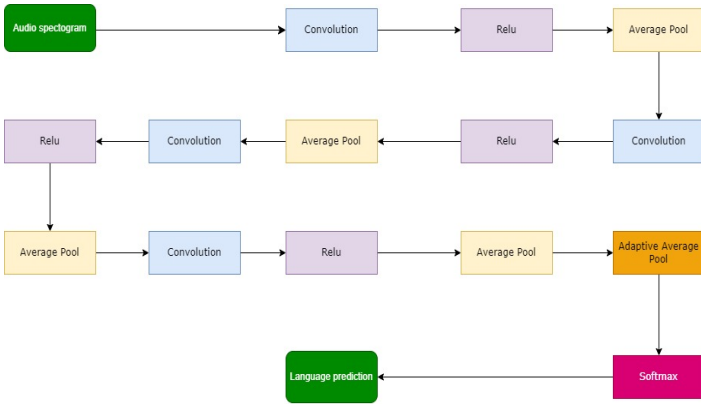 Audio spectogram
Convolution
Relu
Average Pool
Convolution
Relu
Average Pool
Convolution
Relu
Average Pool
Convolution
Relu
Average Pool
Adaptive Average
Pool
Softmax
Language prediction